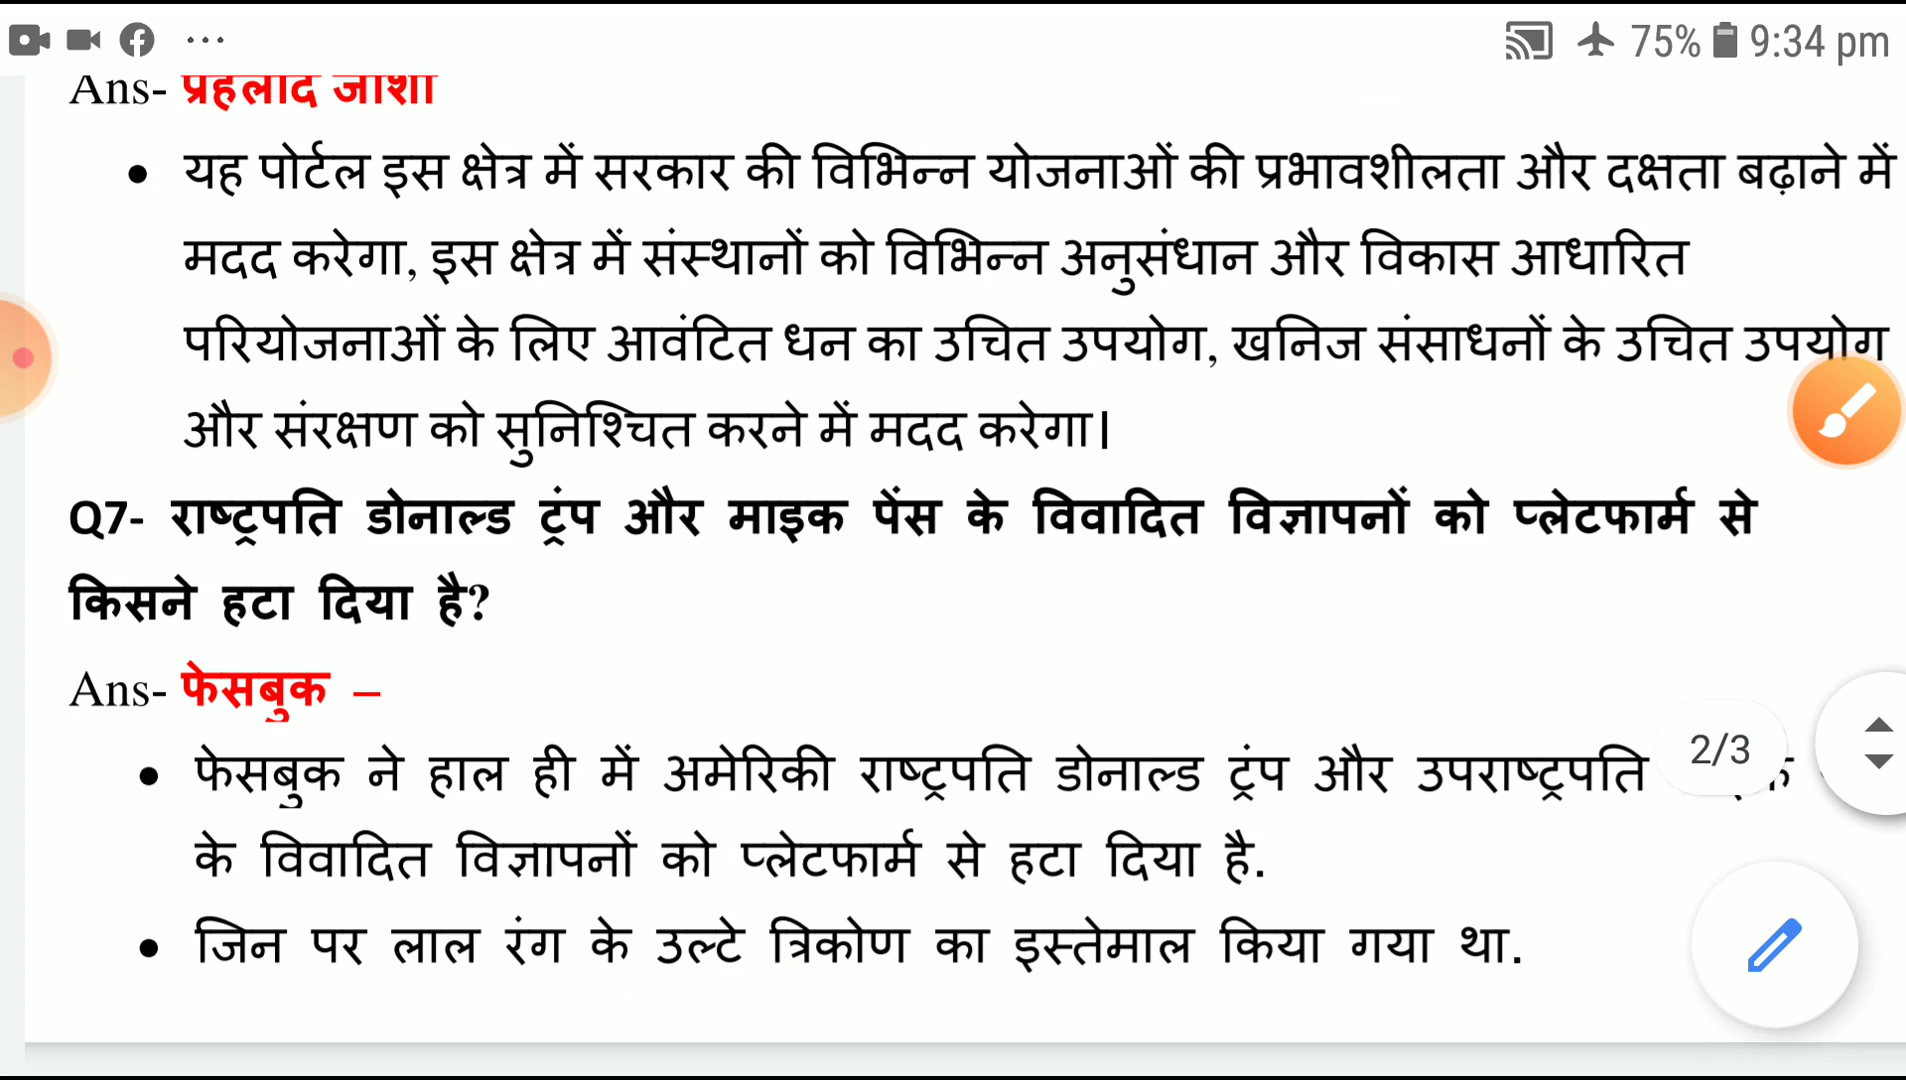 75% 9:34 pm
Ans- प्रहलाद जोशी
• यह पोर्टल इस क्षेत्र में सरकार की विभिन्न योजनाओं की प्रभावशीलता और दक्षता बढ़ाने में
मदद करेगा, इस क्षेत्र में संस्थानों को विभिन्न अनुसंधान और विकास आधारित
परियोजनाओं के लिए आवंटित धन का उचित उपयोग, खनिज संसाधनों के उचित उपयोग
और संरक्षण को सुनिश्चित करने में मदद करेगा।
Q7- राष्ट्रपति डोनाल्ड ट्रंप और माइक पेंस के विवादित विज्ञापनों को प्लेटफार्म से
किसने हटा दिया है?
Ans- फेसबुक –
• फेसबुक ने हाल ही में अमेरिकी राष्ट्रपति डोनाल्ड ट्रंप और उपराष्ट्रपति
2/3
के विवादित विज्ञापनों को प्लेटफार्म से हटा दिया है.
• जिन पर लाल रंग के उल्टे त्रिकोण का इस्तेमाल किया गया था.